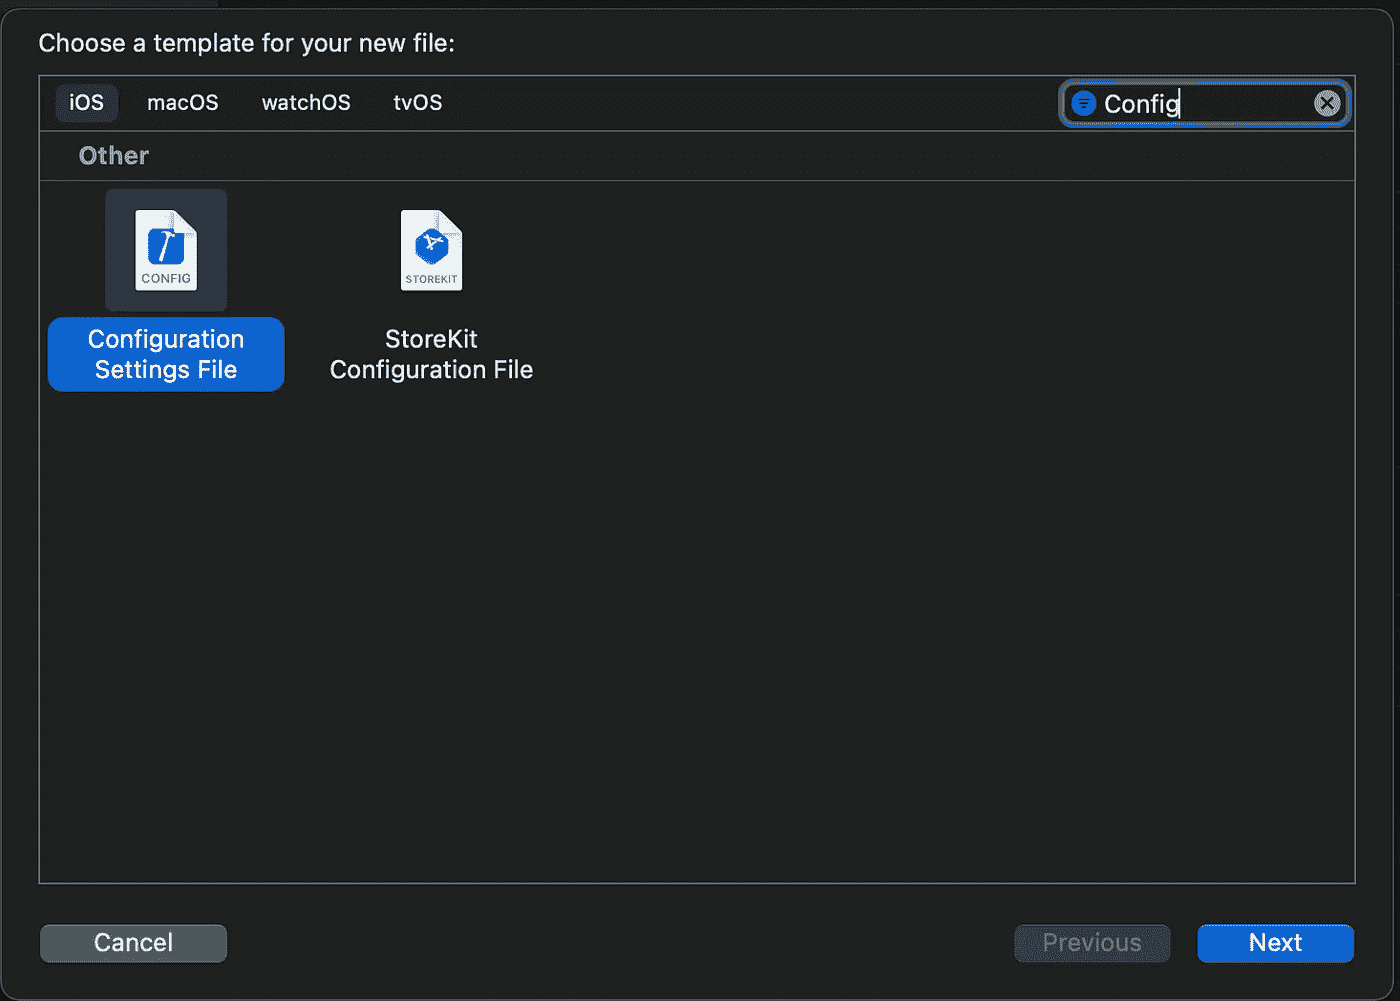 Choose a template for your new file:
iOS macOS watchOS tvOS Config
Other
CONFIG STOREKIT
Configuration
Settings File
StoreKit
Configuration File
Cancel Previous Next